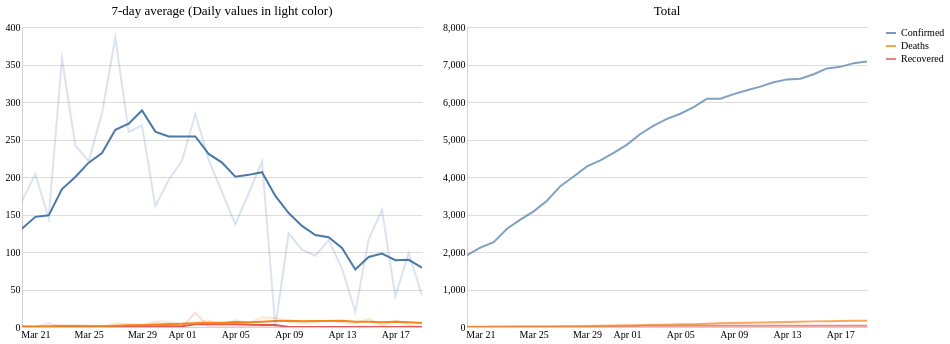 7-day average (Daily values in light color)
400
350
300
250
200
150
100
50
0
Mar 21 Mar 25 Mar 29 Apr 01 Apr 05 Apr 09 Apr 13 Apr 17
Total
8,000
7,000
6,000
5,000
4,000
3,000
2,000
1,000
0
Mar 21 Mar 25 Mar 29 Apr 01 Apr 05 Apr 09 Apr 13 Apr 17
Confirmed
Deaths
Recovered